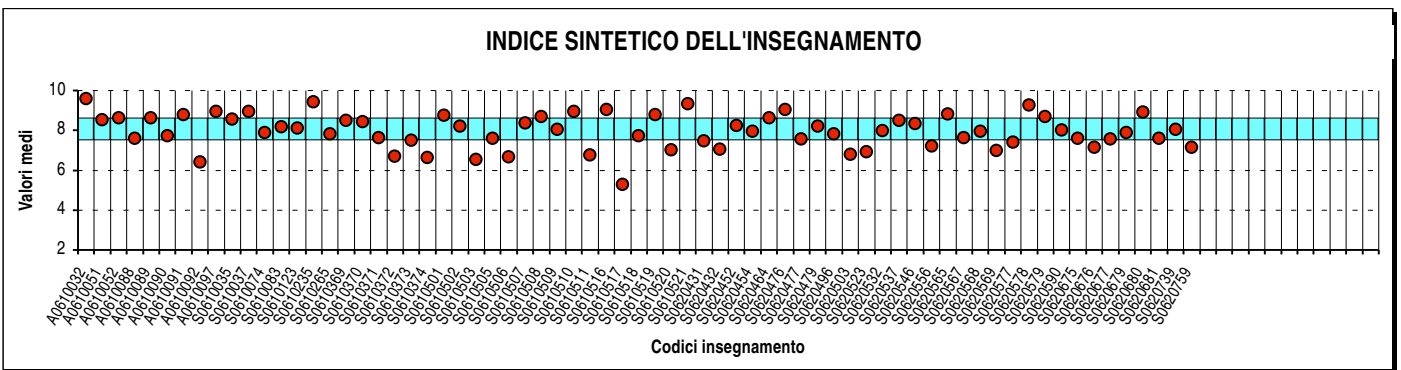 INDICE SINTETICO DELL'INSEGNAMENTO
Valori medi
10
8
6
4
2
A0610032
A0610051
A0610052
A0610088
A0610089
A0610090
A0610091
A0610092
A0610097
S0610035
S0610037
S0610074
S0610083
S0610123
S0610265
S0610369
S0610370
S0610371
S0610372
S0610373
S0610374
S0610501
S0610502
S0610503
S0610505
S0610506
S0610507
S0610508
S0610509
S0610510
S0610511
S0610516
S0610517
S0610518
S0610519
S0610520
S0610521
S0620431
S0620432
S0620452
S0620454
S0620464
S0620476
S0620477
S0620479
S0620496
S0620503
S0620523
S0620532
S0620537
S0620546
S0620556
S0620565
S0620567
S0620568
S0620569
S0620577
S0620578
S0620579
S0620590
S0620675
S0620676
S0620677
S0620679
S0620680
S0620681
S0620739
S0620759
Codici insegnamento